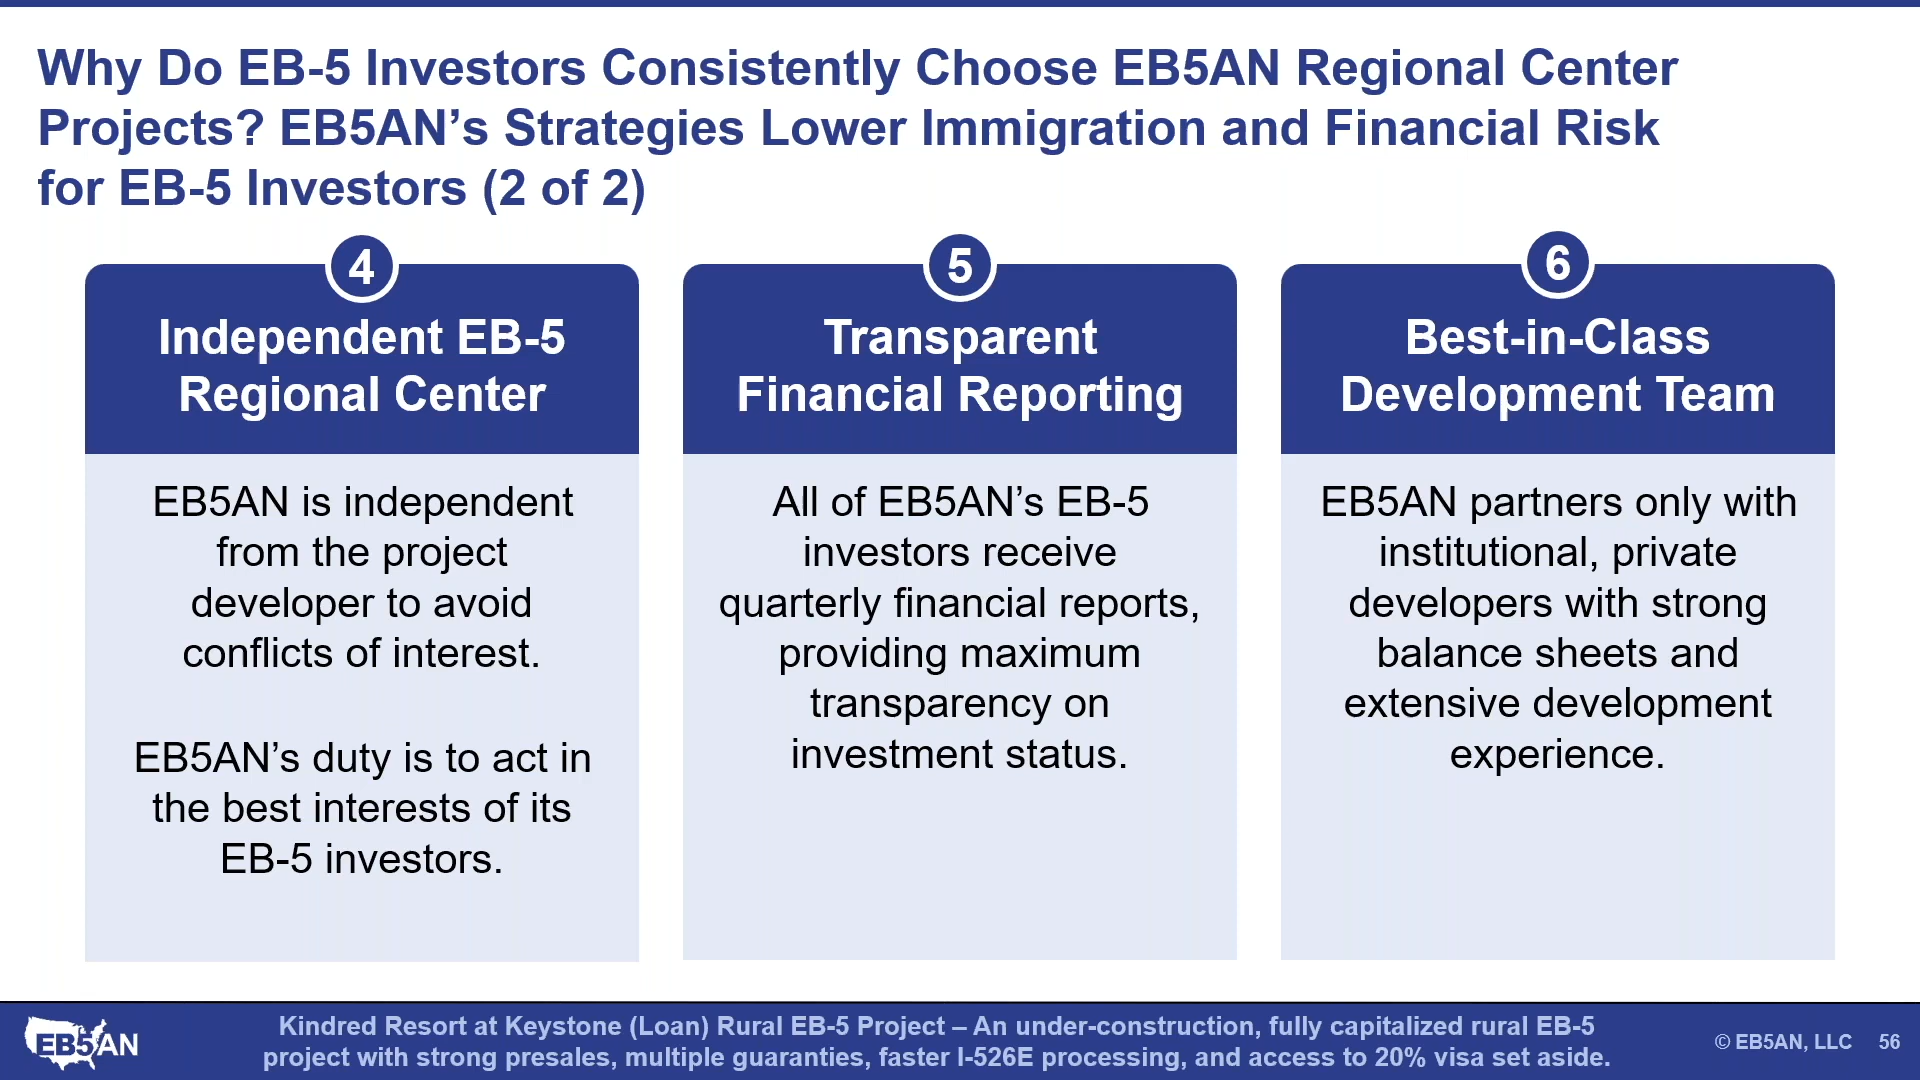 Why Do EB-5 Investors Consistently Choose EB5AN Regional Center
Projects? EB5AN’s Strategies Lower Immigration and Financial Risk
for EB-5 Investors (2 of 2)
4
Independent EB-5
Regional Center
EB5AN is independent
from the project
developer to avoid
conflicts of interest.
EB5AN’s duty is to act in
the best interests of its
EB-5 investors.
5
Transparent
Financial Reporting
All of EB5AN’s EB-5
investors receive
quarterly financial reports,
providing maximum
transparency on
investment status.
6
Best-in-Class
Development Team
EB5AN partners only with
institutional, private
developers with strong
balance sheets and
extensive development
experience.
EB5AN
Kindred Resort at Keystone (Loan) Rural EB-5 Project – An under-construction, fully capitalized rural EB-5
project with strong presales, multiple guaranties, faster I-526E processing, and access to 20% visa set aside.
© EB5AN, LLC 56